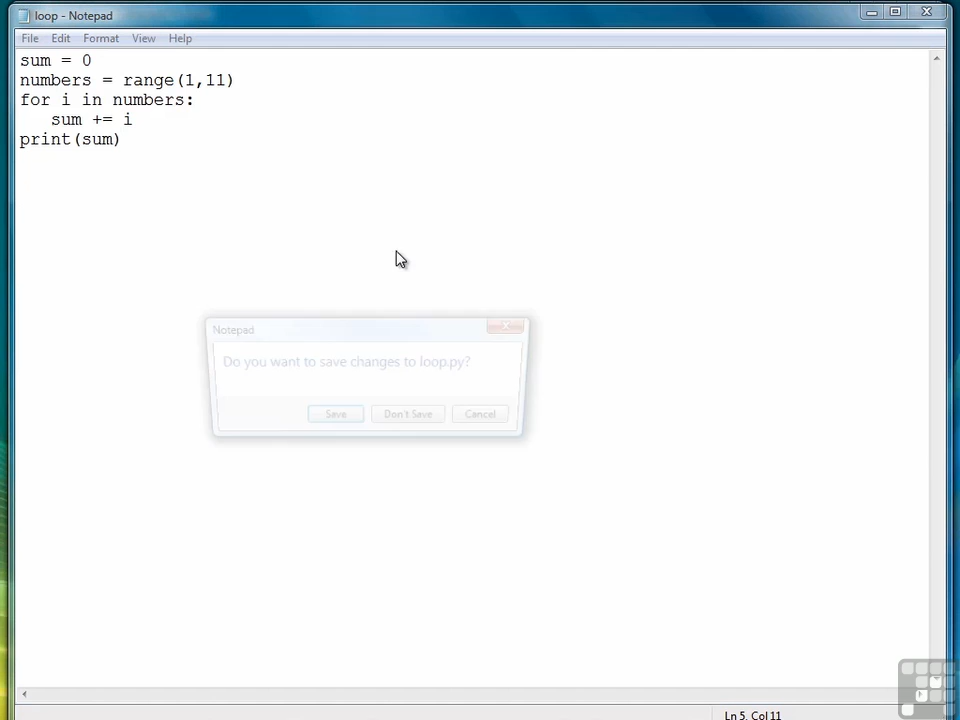 loop - Notepad
File Edit Format View Help
sum = 0
numbers = range(1,11)
for i in numbers:
   sum += i
print(sum)
Notepad
Do you want to save changes to loop.py?
Save Don't Save Cancel
Ln 5, Col 11